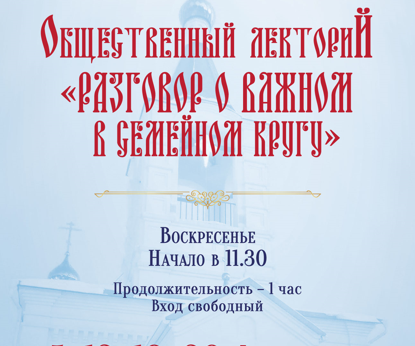 Общественный лекторий
«Разговор о важном
в семейном кругу»
Воскресенье
Начало в 11.30
Продолжительность – 1 час
Вход свободный